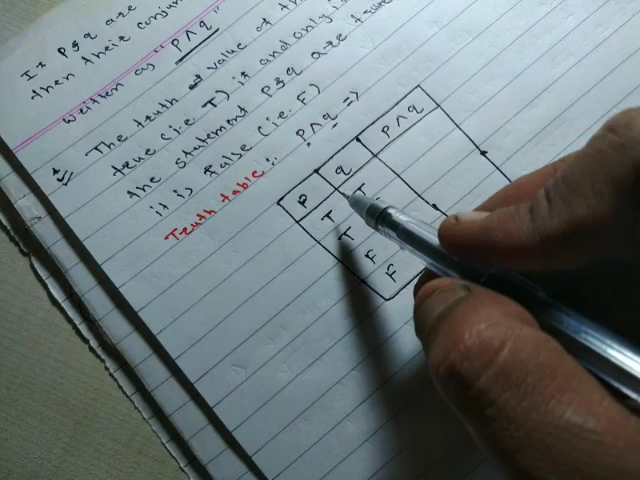 If p & q are
then their conjun
written as "p∧q"
The truth value of th
true (i.e. T) if and only i
the statement p & q are true
it is false (i.e. F)
Truth table :- p∧q =>
p q p∧q
T T
T
F
F